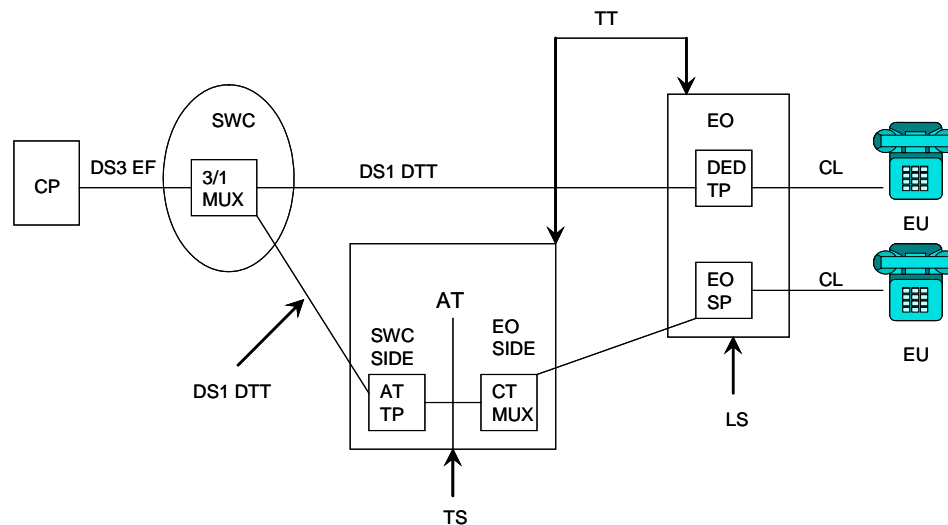 TT
SWC
EO
DS3 EF
DS1 DTT
CL
CP
3/1
MUX
DED
TP
EU
AT
EO
SP
CL
SWC
SIDE
EO
SIDE
EU
DS1 DTT
AT
TP
CT
MUX
LS
TS